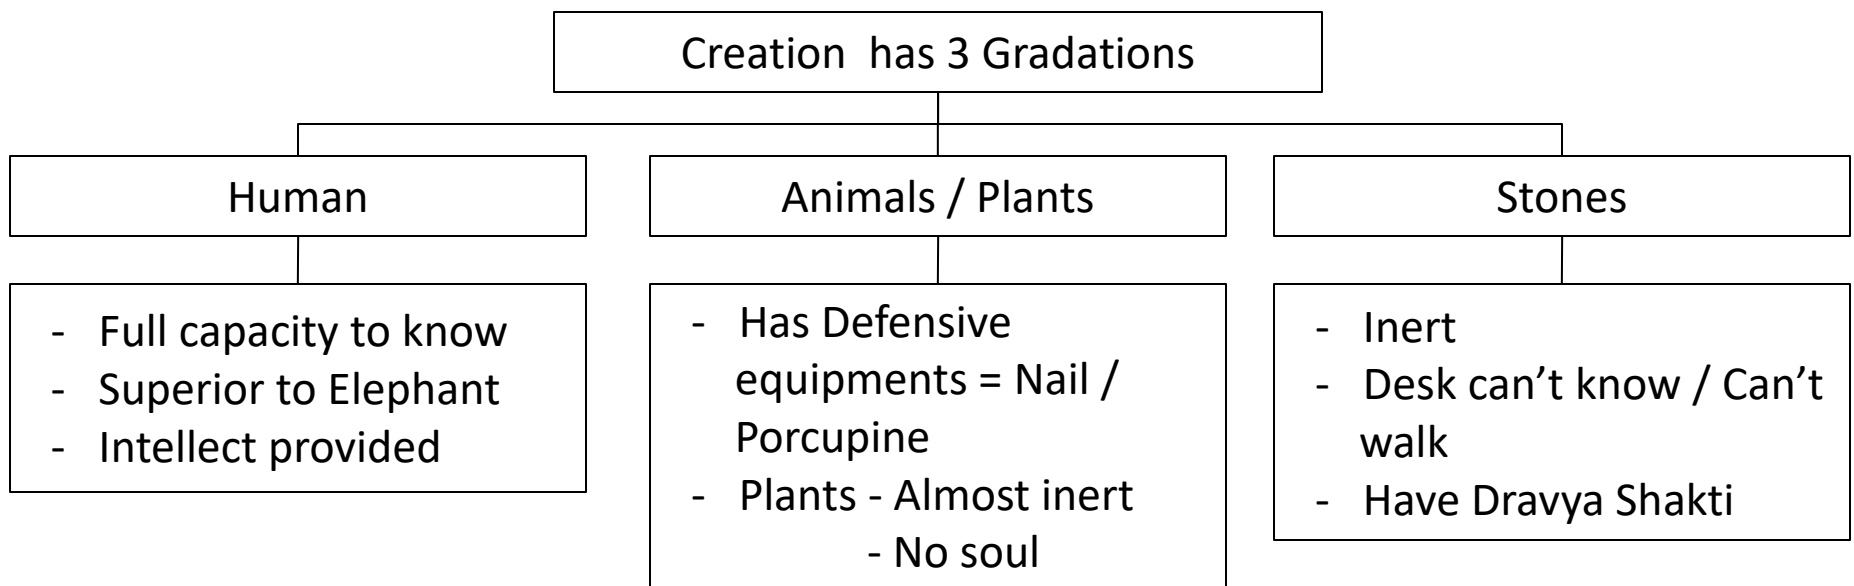 Creation has 3 Gradations
Human
Animals / Plants
Stones
- Full capacity to know
- Superior to Elephant
- Intellect provided
- Has Defensive
equipments = Nail /
Porcupine
- Plants - Almost inert
- No soul
- Inert
- Desk can’t know / Can’t
walk
- Have Dravya Shakti